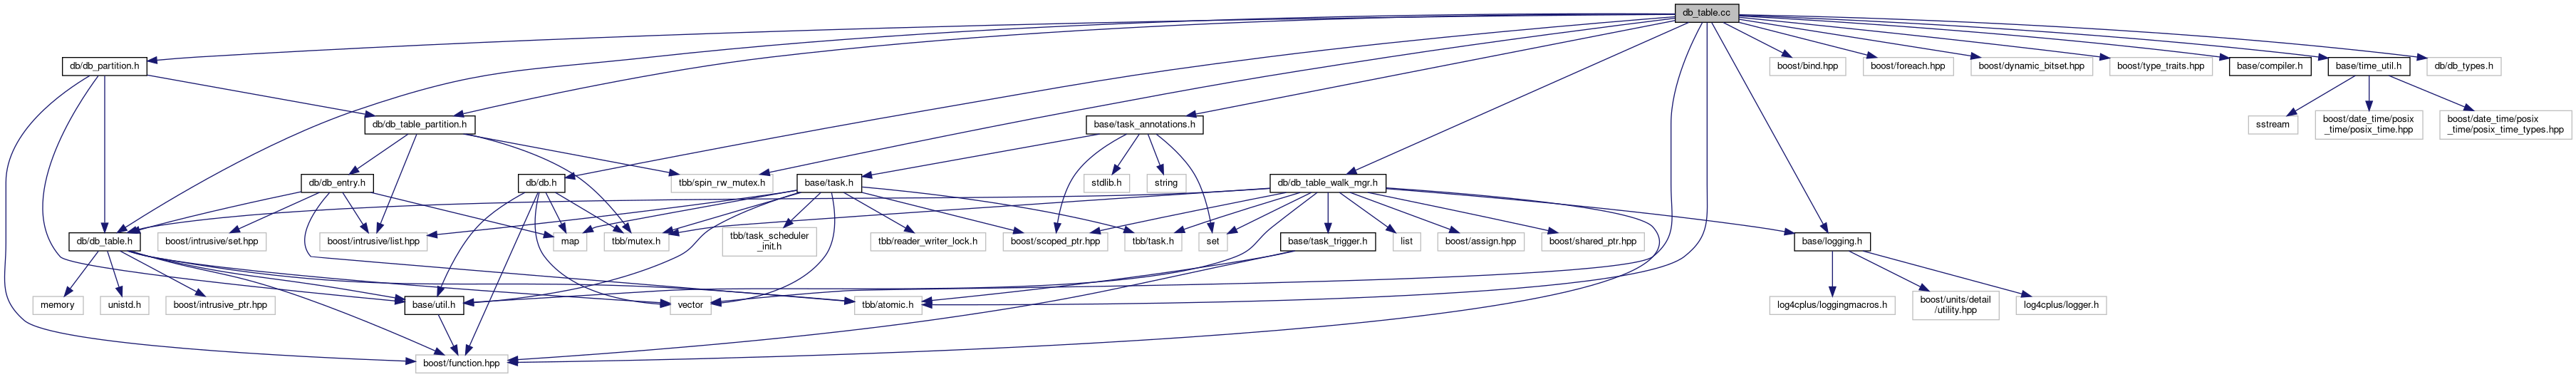 db_table.cc
db/db_partition.h
boost/bind.hpp
boost/foreach.hpp
boost/dynamic_bitset.hpp
boost/type_traits.hpp
base/compiler.h
base/time_util.h
db/db_types.h
db/db_table_partition.h
base/task_annotations.h
sstream
boost/date_time/posix
_time/posix_time.hpp
boost/date_time/posix
_time/posix_time_types.hpp
db/db_entry.h
db/db.h
tbb/spin_rw_mutex.h
base/task.h
stdlib.h
string
db/db_table_walk_mgr.h
db/db_table.h
boost/intrusive/set.hpp
boost/intrusive/list.hpp
map
tbb/mutex.h
tbb/task_scheduler
_init.h
tbb/reader_writer_lock.h
boost/scoped_ptr.hpp
tbb/task.h
set
base/task_trigger.h
list
boost/assign.hpp
boost/shared_ptr.hpp
base/logging.h
memory
unistd.h
boost/intrusive_ptr.hpp
base/util.h
vector
tbb/atomic.h
log4cplus/loggingmacros.h
boost/units/detail
/utility.hpp
log4cplus/logger.h
boost/function.hpp